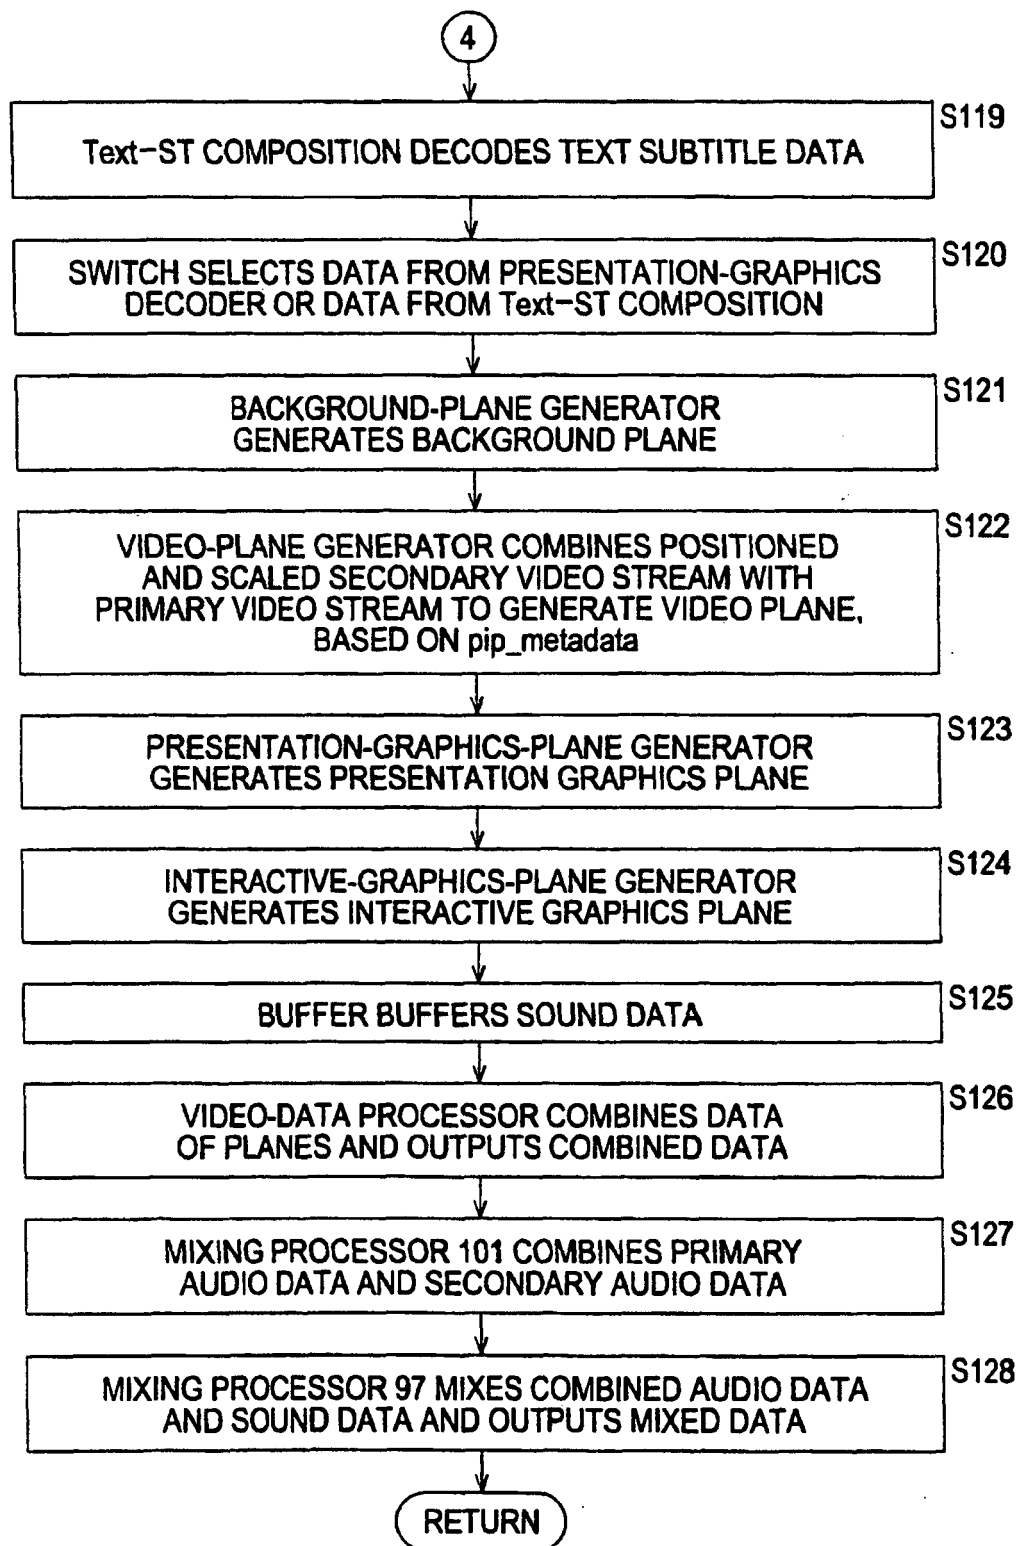 4
S119
Text-ST COMPOSITION DECODES TEXT SUBTITLE DATA
S120
SWITCH SELECTS DATA FROM PRESENTATION-GRAPHICS
DECODER OR DATA FROM Text-ST COMPOSITION
S121
BACKGROUND-PLANE GENERATOR
GENERATES BACKGROUND PLANE
S122
VIDEO-PLANE GENERATOR COMBINES POSITIONED
AND SCALED SECONDARY VIDEO STREAM WITH
PRIMARY VIDEO STREAM TO GENERATE VIDEO PLANE,
BASED ON pip_metadata
S123
PRESENTATION-GRAPHICS-PLANE GENERATOR
GENERATES PRESENTATION GRAPHICS PLANE
S124
INTERACTIVE-GRAPHICS-PLANE GENERATOR
GENERATES INTERACTIVE GRAPHICS PLANE
S125
BUFFER BUFFERS SOUND DATA
S126
VIDEO-DATA PROCESSOR COMBINES DATA
OF PLANES AND OUTPUTS COMBINED DATA
S127
MIXING PROCESSOR 101 COMBINES PRIMARY
AUDIO DATA AND SECONDARY AUDIO DATA
S128
MIXING PROCESSOR 97 MIXES COMBINED AUDIO DATA
AND SOUND DATA AND OUTPUTS MIXED DATA
RETURN